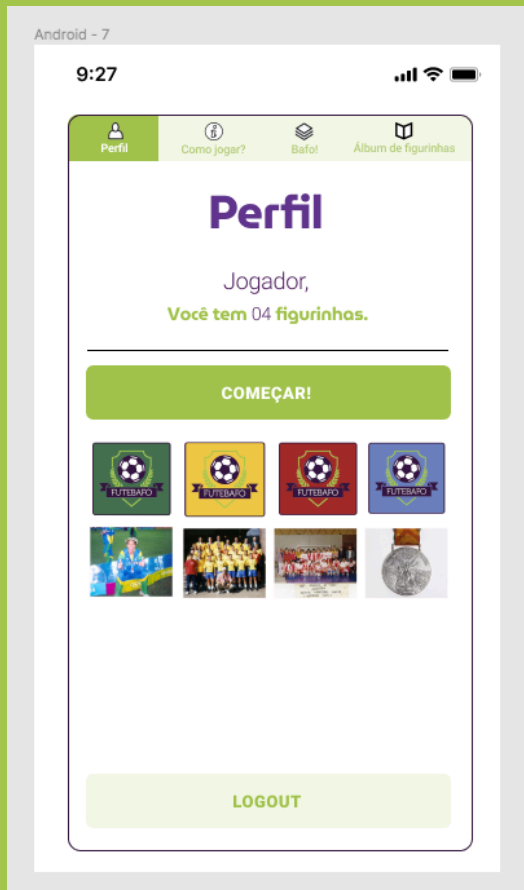 Android - 7
9:27
Perfil
Como jogar?
Bafo!
Álbum de figurinhas
Perfil
Jogador,
Você tem 04 figurinhas.
COMEÇAR!
FUTEBAFO
FUTEBAFO
FUTEBAFO
FUTEBAFO
LOGOUT